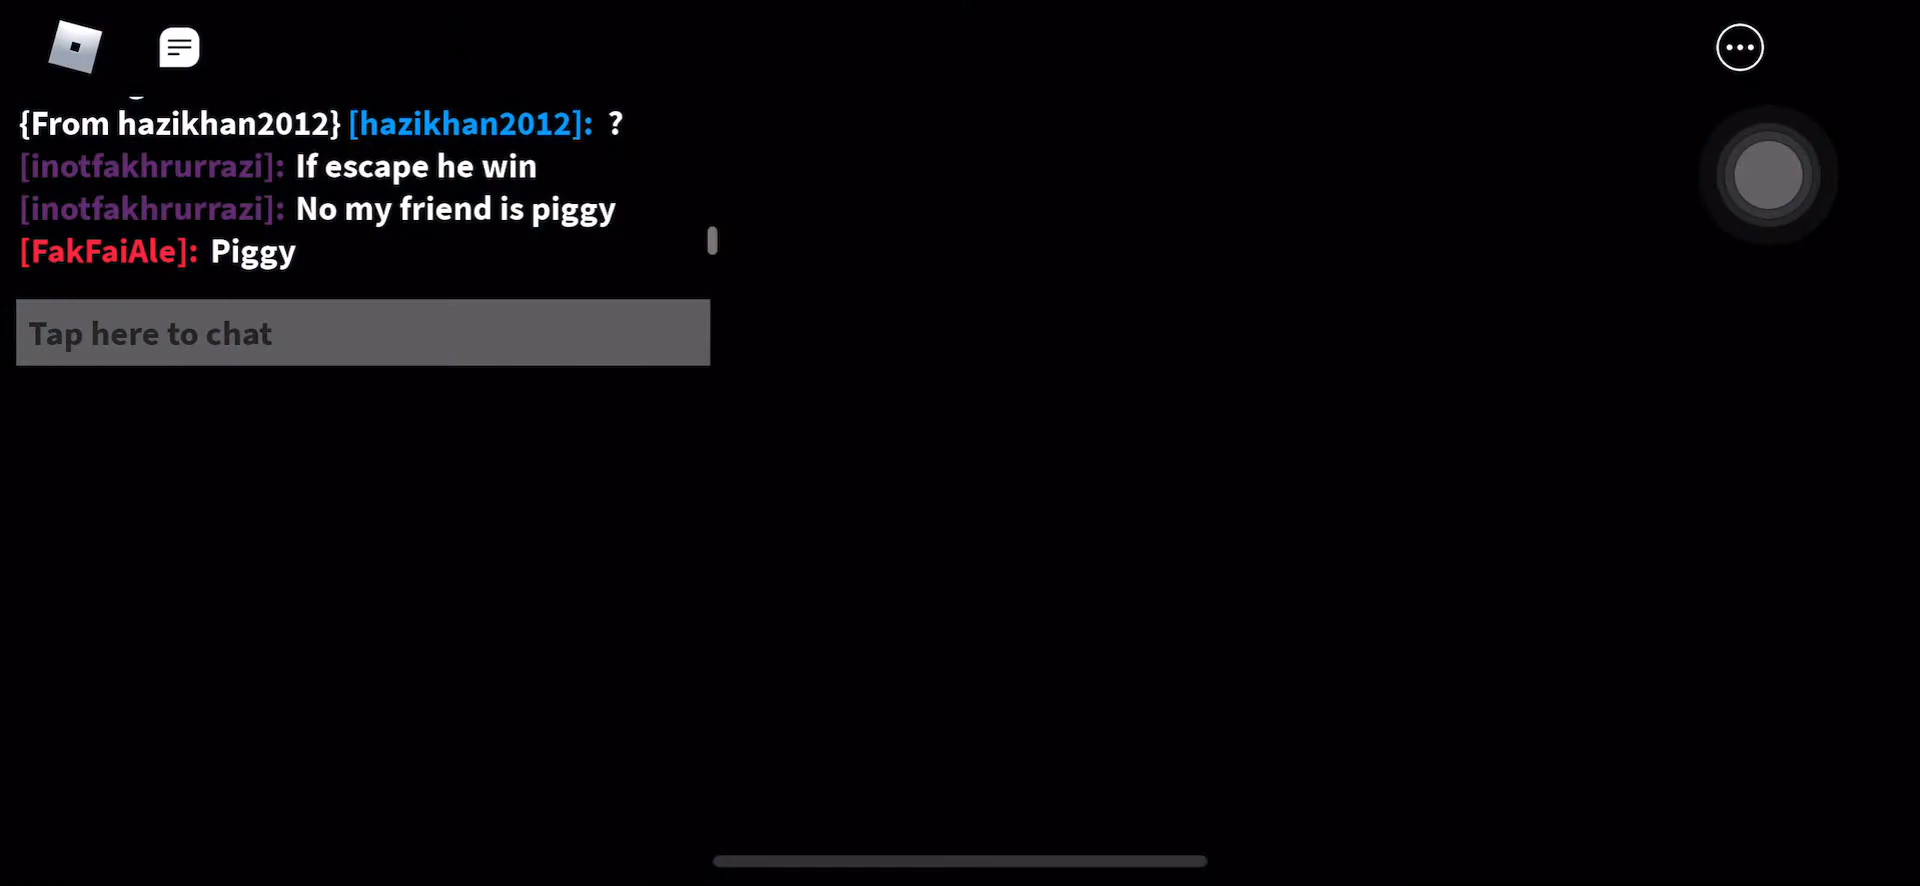 {From hazikhan2012} [hazikhan2012]: ?
[inotfakhrurrazi]: If escape he win
[inotfakhrurrazi]: No my friend is piggy
[FakFaiAle]: Piggy
Tap here to chat